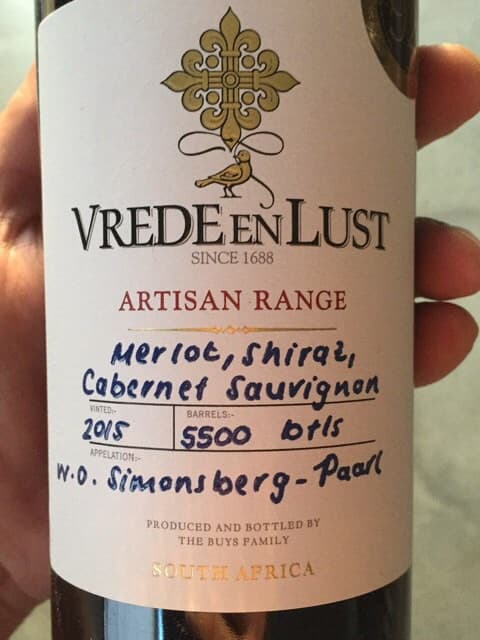 VREDE EN LUST
SINCE 1688
ARTISAN RANGE
Merlot, Shiraz,
Cabernet Sauvignon
VINTED:- BARRELS:-
2015 5500 btls
APPELATION:-
W.O. Simonsberg - Paarl
PRODUCED AND BOTTLED BY
THE BUYS FAMILY
SOUTH AFRICA